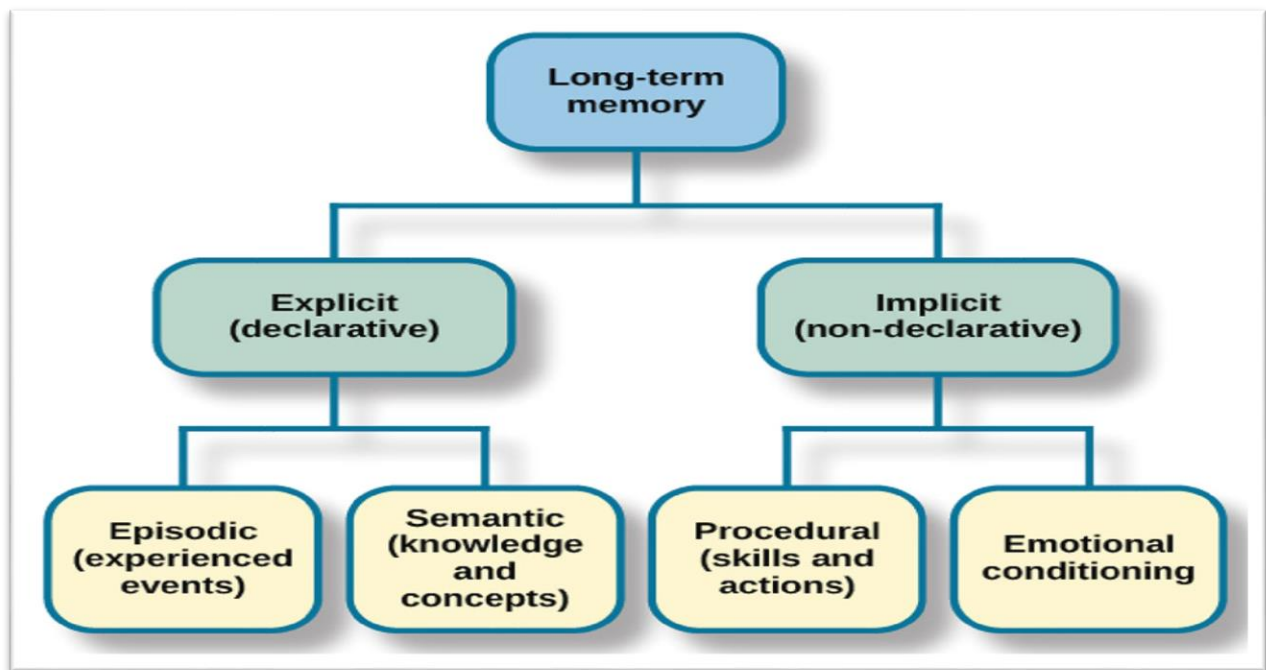 Long-term
memory
Explicit
(declarative)
Implicit
(non-declarative)
Episodic
(experienced
events)
Semantic
(knowledge
and
concepts)
Procedural
(skills and
actions)
Emotional
conditioning